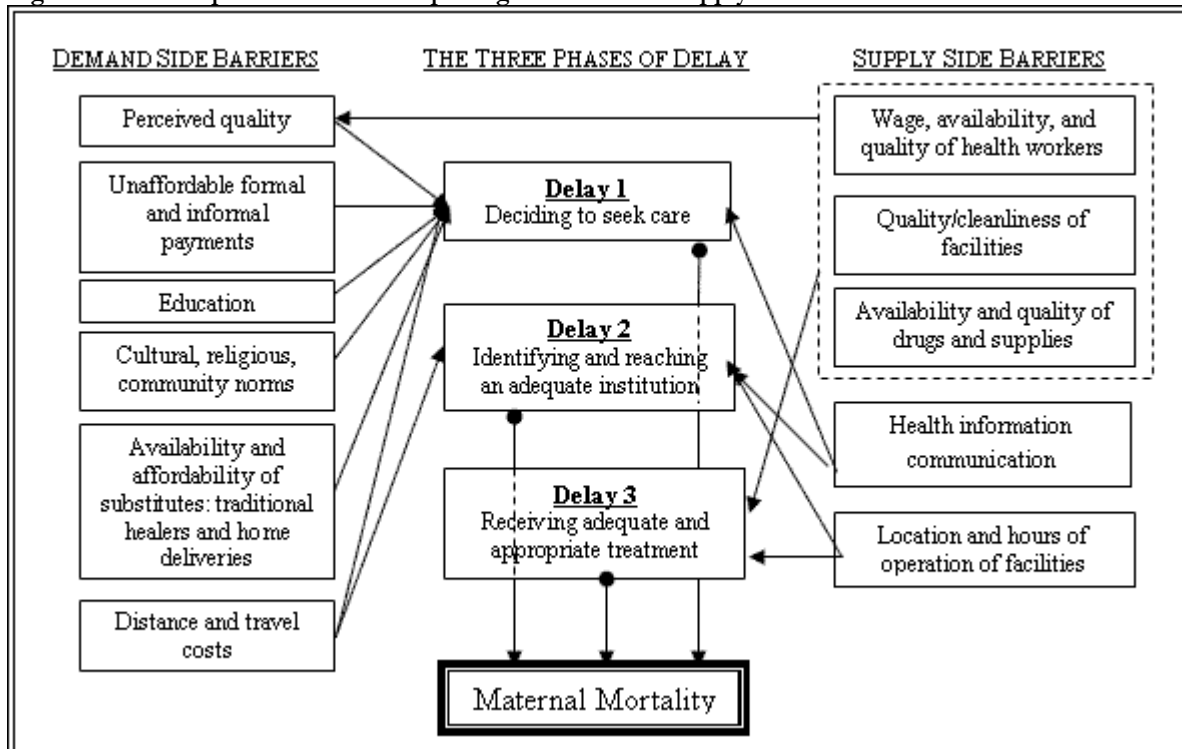 DEMAND SIDE BARRIERS
THE THREE PHASES OF DELAY
SUPPLY SIDE BARRIERS
Perceived quality
Unaffordable formal
and informal
payments
Education
Cultural, religious,
community norms
Availability and
affordability of
substitutes: traditional
healers and home
deliveries
Distance and travel
costs
Delay 1
Deciding to seek care
Delay 2
Identifying and reaching
an adequate institution
Delay 3
Receiving adequate and
appropriate treatment
Maternal Mortality
Wage, availability, and
quality of health workers
Quality/cleanliness of
facilities
Availability and quality of
drugs and supplies
Health information
communication
Location and hours of
operation of facilities